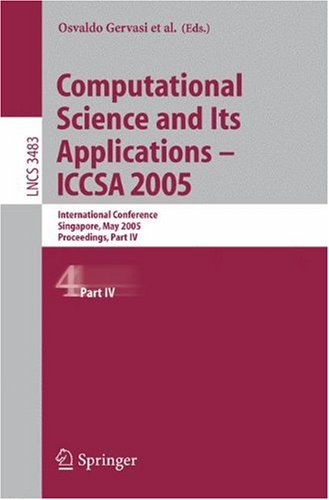 Osvaldo Gervasi et al. (Eds.)
LNCS 3483
Computational
Science and Its
Applications –
ICCSA 2005
International Conference
Singapore, May 2005
Proceedings, Part IV
4 Part IV
Springer